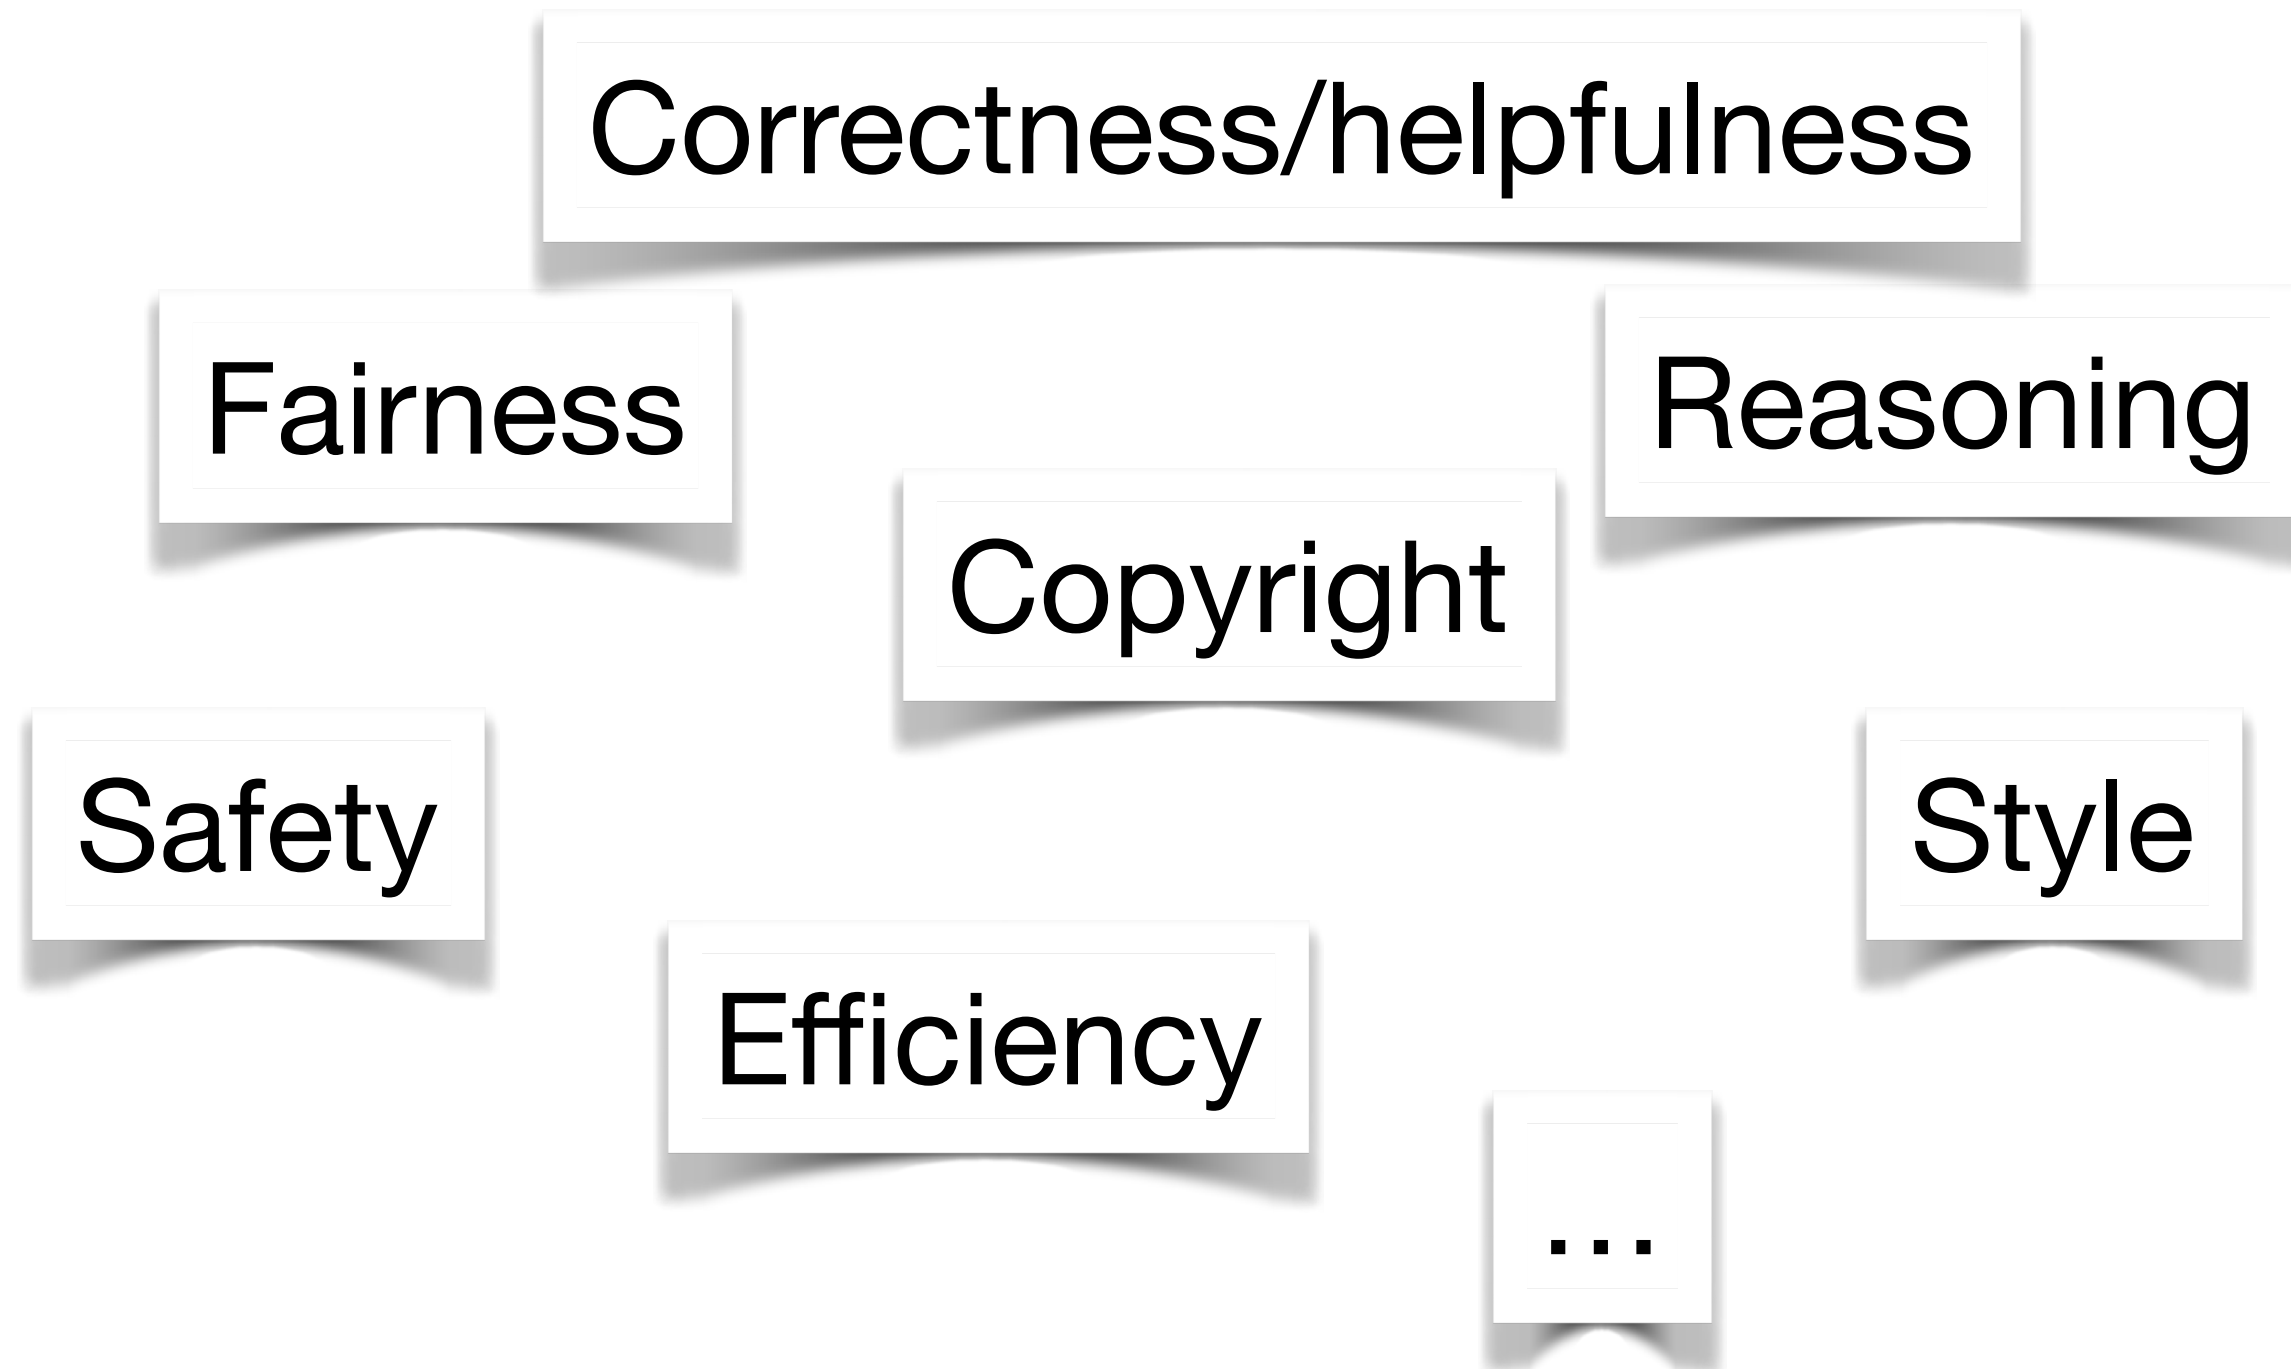 Correctness/helpfulness
Fairness
Reasoning
Copyright
Safety
Style
Efficiency
...